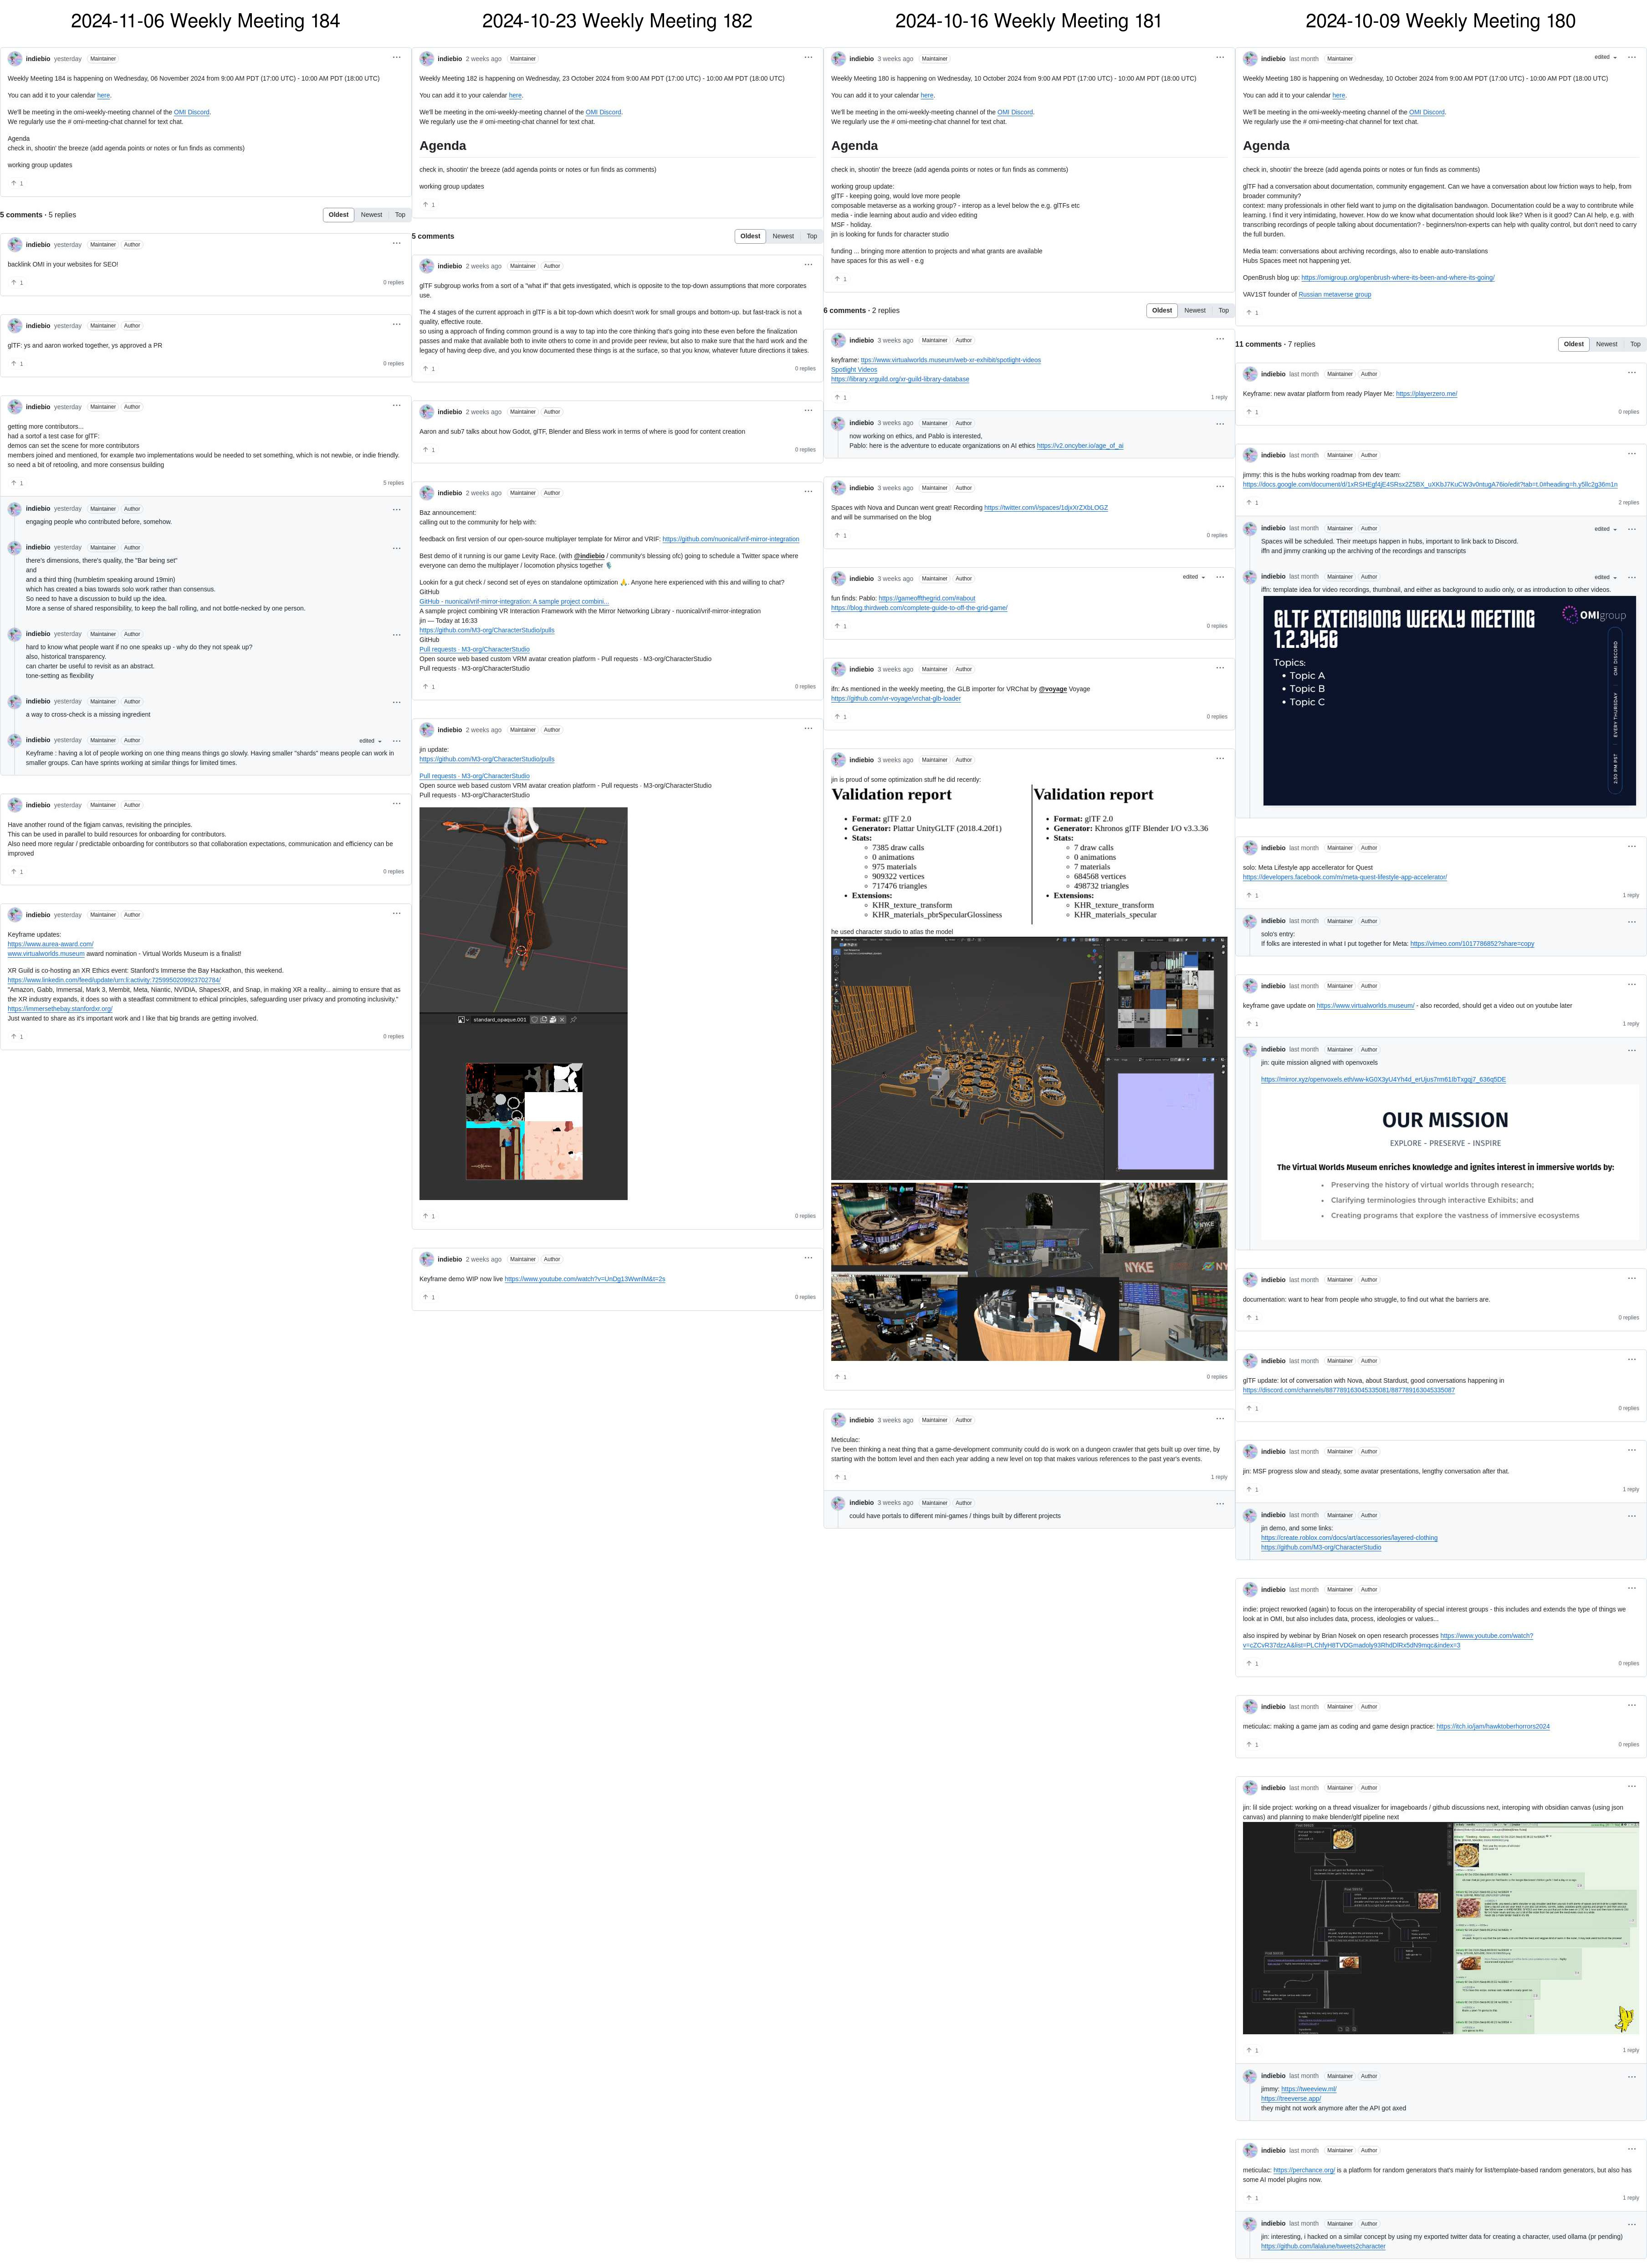 2024-11-06 Weekly Meeting 184
indiebio yesterday Maintainer
Weekly Meeting 184 is happening on Wednesday, 06 November 2024 from 9:00 AM PDT (17:00 UTC) - 10:00 AM PDT (18:00 UTC)
You can add it to your calendar here.
We'll be meeting in the omi-weekly-meeting channel of the OMI Discord.
We regularly use the # omi-meeting-chat channel for text chat.
Agenda
check in, shootin' the breeze (add agenda points or notes or fun finds as comments)
working group updates
1
5 comments · 5 replies
Oldest Newest Top
indiebio yesterday Maintainer Author
backlink OMI in your websites for SEO!
1 0 replies
indiebio yesterday Maintainer Author
glTF: ys and aaron worked together, ys approved a PR
1 0 replies
indiebio yesterday Maintainer Author
getting more contributors...
had a sortof a test case for glTF:
demos can set the scene for more contributors
members joined and mentioned, for example two implementations would be needed to set something, which is not newbie, or indie friendly.
so need a bit of retooling, and more consensus building
1 5 replies
indiebio yesterday Maintainer Author
engaging people who contributed before, somehow.
indiebio yesterday Maintainer Author
there's dimensions, there's quality, the "Bar being set"
and
and a third thing (humbletim speaking around 19min)
which has created a bias towards solo work rather than consensus.
So need to have a discussion to build up the idea.
More a sense of shared responsibility, to keep the ball rolling, and not bottle-necked by one person.
indiebio yesterday Maintainer Author
hard to know what people want if no one speaks up - why do they not speak up?
also, historical transparency.
can charter be useful to revisit as an abstract.
tone-setting as flexibility
indiebio yesterday Maintainer Author
a way to cross-check is a missing ingredient
indiebio yesterday Maintainer Author edited
Keyframe : having a lot of people working on one thing means things go slowly. Having smaller "shards" means people can work in
smaller groups. Can have sprints working at similar things for limited times.
indiebio yesterday Maintainer Author
Have another round of the figjam canvas, revisiting the principles.
This can be used in parallel to build resources for onboarding for contributors.
Also need more regular / predictable onboarding for contributors so that collaboration expectations, communication and efficiency can be
improved
1 0 replies
indiebio yesterday Maintainer Author
Keyframe updates:
https://www.aurea-award.com/
www.virtualworlds.museum award nomination - Virtual Worlds Museum is a finalist!
XR Guild is co-hosting an XR Ethics event: Stanford's Immerse the Bay Hackathon, this weekend.
https://www.linkedin.com/feed/update/urn:li:activity:7259950209923702784/
"Amazon, Gabb, Immersal, Mark 3, Membit, Meta, Niantic, NVIDIA, ShapesXR, and Snap, in making XR a reality... aiming to ensure that as
the XR industry expands, it does so with a steadfast commitment to ethical principles, safeguarding user privacy and promoting inclusivity."
https://immersethebay.stanfordxr.org/
Just wanted to share as it's important work and I like that big brands are getting involved.
1 0 replies
2024-10-23 Weekly Meeting 182
indiebio 2 weeks ago Maintainer
Weekly Meeting 182 is happening on Wednesday, 23 October 2024 from 9:00 AM PDT (17:00 UTC) - 10:00 AM PDT (18:00 UTC)
You can add it to your calendar here.
We'll be meeting in the omi-weekly-meeting channel of the OMI Discord.
We regularly use the # omi-meeting-chat channel for text chat.
Agenda
check in, shootin' the breeze (add agenda points or notes or fun finds as comments)
working group updates
1
5 comments
Oldest Newest Top
indiebio 2 weeks ago Maintainer Author
glTF subgroup works from a sort of a "what if" that gets investigated, which is opposite to the top-down assumptions that more corporates
use.
The 4 stages of the current approach in glTF is a bit top-down which doesn't work for small groups and bottom-up. but fast-track is not a
quality, effective route.
so using a approach of finding common ground is a way to tap into the core thinking that's going into these even before the finalization
passes and make that available both to invite others to come in and provide peer review, but also to make sure that the hard work and the
legacy of having deep dive, and you know documented these things is at the surface, so that you know, whatever future directions it takes.
1 0 replies
indiebio 2 weeks ago Maintainer Author
Aaron and sub7 talks about how Godot, glTF, Blender and Bless work in terms of where is good for content creation
1
indiebio 2 weeks ago Maintainer Author
Baz announcement:
calling out to the community for help with:
feedback on first version of our open-source multiplayer template for Mirror and VRIF: https://github.com/nuonical/vrif-mirror-integration
Best demo of it running is our game Levity Race. (with @indiebio / community's blessing ofc) going to schedule a Twitter space where
everyone can demo the multiplayer / locomotion physics together
Lookin for a gut check / second set of eyes on standalone optimization 🙏. Anyone here experienced with this and willing to chat?
GitHub
GitHub - nuonical/vrif-mirror-integration: A sample project combini...
A sample project combining VR Interaction Framework with the Mirror Networking Library - nuonical/vrif-mirror-integration
jin — Today at 16:33
https://github.com/M3-org/CharacterStudio/pulls
GitHub
Pull requests · M3-org/CharacterStudio
Open source web based custom VRM avatar creation platform - Pull requests · M3-org/CharacterStudio
Pull requests · M3-org/CharacterStudio
1 0 replies
indiebio 2 weeks ago Maintainer Author
jin update:
https://github.com/M3-org/CharacterStudio/pulls
Pull requests · M3-org/CharacterStudio
Open source web based custom VRM avatar creation platform - Pull requests · M3-org/CharacterStudio
Pull requests · M3-org/CharacterStudio
standard_opaque.001
1 0 replies
indiebio 2 weeks ago Maintainer Author
Keyframe demo WIP now live https://www.youtube.com/watch?v=UnDg13WwnlM&t=2s
1 0 replies
2024-10-16 Weekly Meeting 181
indiebio 3 weeks ago Maintainer
Weekly Meeting 180 is happening on Wednesday, 10 October 2024 from 9:00 AM PDT (17:00 UTC) - 10:00 AM PDT (18:00 UTC)
You can add it to your calendar here.
We'll be meeting in the omi-weekly-meeting channel of the OMI Discord.
We regularly use the # omi-meeting-chat channel for text chat.
Agenda
check in, shootin' the breeze (add agenda points or notes or fun finds as comments)
working group update:
glTF - keeping going, would love more people
composable metaverse as a working group? - interop as a level below the e.g. glTFs etc
media - indie learning about audio and video editing
MSF - holiday.
jin is looking for funds for character studio
funding ... bringing more attention to projects and what grants are available
have spaces for this as well - e.g
1
6 comments · 2 replies
Oldest Newest Top
indiebio 3 weeks ago Maintainer Author
keyframe: ttps://www.virtualworlds.museum/web-xr-exhibit/spotlight-videos
Spotlight Videos
https://library.xrguild.org/xr-guild-library-database
1 1 reply
indiebio 3 weeks ago Maintainer Author
now working on ethics, and Pablo is interested,
Pablo: here is the adventure to educate organizations on AI ethics https://v2.oncyber.io/age_of_ai
indiebio 3 weeks ago Maintainer Author
Spaces with Nova and Duncan went great! Recording https://twitter.com/i/spaces/1djxXrZXbLOGZ
and will be summarised on the blog
1 0 replies
indiebio 3 weeks ago Maintainer Author edited
fun finds: Pablo: https://gameoffthegrid.com/#about
https://blog.thirdweb.com/complete-guide-to-off-the-grid-game/
1 0 replies
indiebio 3 weeks ago Maintainer Author
ifn: As mentioned in the weekly meeting, the GLB importer for VRChat by @voyage Voyage
https://github.com/vr-voyage/vrchat-glb-loader
1 0 replies
indiebio 3 weeks ago Maintainer Author
jin is proud of some optimization stuff he did recently:
Validation report
Format: glTF 2.0
Generator: Plattar UnityGLTF (2018.4.20f1)
Stats:
7385 draw calls
0 animations
975 materials
909322 vertices
717476 triangles
Extensions:
KHR_texture_transform
KHR_materials_pbrSpecularGlossiness
Validation report
Format: glTF 2.0
Generator: Khronos glTF Blender I/O v3.3.36
Stats:
7 draw calls
0 animations
7 materials
684568 vertices
498732 triangles
Extensions:
KHR_texture_transform
KHR_materials_specular
he used character studio to atlas the model
NYKE
NYKE
NY
1 0 replies
indiebio 3 weeks ago Maintainer Author
Meticulac:
I've been thinking a neat thing that a game-development community could do is work on a dungeon crawler that gets built up over time, by
starting with the bottom level and then each year adding a new level on top that makes various references to the past year's events.
1 1 reply
indiebio 3 weeks ago Maintainer Author
could have portals to different mini-games / things built by different projects
2024-10-09 Weekly Meeting 180
indiebio last month Maintainer edited
Weekly Meeting 180 is happening on Wednesday, 10 October 2024 from 9:00 AM PDT (17:00 UTC) - 10:00 AM PDT (18:00 UTC)
You can add it to your calendar here.
We'll be meeting in the omi-weekly-meeting channel of the OMI Discord.
We regularly use the # omi-meeting-chat channel for text chat.
Agenda
check in, shootin' the breeze (add agenda points or notes or fun finds as comments)
glTF had a conversation about documentation, community engagement. Can we have a conversation about low friction ways to help, from
broader community?
context: many professionals in other field want to jump on the digitalisation bandwagon. Documentation could be a way to contribute while
learning. I find it very intimidating, however. How do we know what documentation should look like? When is it good? Can AI help, e.g. with
transcribing recordings of people talking about documentation? - beginners/non-experts can help with quality control, but don't need to carry
the full burden.
Media team: conversations about archiving recordings, also to enable auto-translations
Hubs Spaces meet not happening yet.
OpenBrush blog up: https://omigroup.org/openbrush-where-its-been-and-where-its-going/
VAV1ST founder of Russian metaverse group
1
11 comments · 7 replies
Oldest Newest Top
indiebio last month Maintainer Author
Keyframe: new avatar platform from ready Player Me: https://playerzero.me/
1 0 replies
indiebio last month Maintainer Author
jimmy: this is the hubs working roadmap from dev team:
1 2 replies
indiebio last month Maintainer Author edited
Spaces will be scheduled. Their meetups happen in hubs, important to link back to Discord.
iffn and jimmy cranking up the archiving of the recordings and transcripts
indiebio last month Maintainer Author edited
iffn: template idea for video recordings, thumbnail, and either as background to audio only, or as introduction to other videos.
GLTF EXTENSIONS WEEKLY MEETING
1.2.3456
OMIgroup
Topics:
Topic A
Topic B
Topic C
2:30 PM PST EVERY THURSDAY OMI DISCORD
indiebio last month Maintainer Author
solo: Meta Lifestyle app accellerator for Quest
https://developers.facebook.com/m/meta-quest-lifestyle-app-accelerator/
1 1 reply
indiebio last month Maintainer Author
solo's entry:
If folks are interested in what I put together for Meta: https://vimeo.com/1017786852?share=copy
indiebio last month Maintainer Author
keyframe gave update on https://www.virtualworlds.museum/ - also recorded, should get a video out on youtube later
1 1 reply
indiebio last month Maintainer Author
jin: quite mission aligned with openvoxels
OUR MISSION
EXPLORE - PRESERVE - INSPIRE
The Virtual Worlds Museum enriches knowledge and ignites interest in immersive worlds by:
Preserving the history of virtual worlds through research;
Clarifying terminologies through interactive Exhibits; and
Creating programs that explore the vastness of immersive ecosystems
indiebio last month Maintainer Author
documentation: want to hear from people who struggle, to find out what the barriers are.
1 0 replies
indiebio last month Maintainer Author
glTF update: lot of conversation with Nova, about Stardust, good conversations happening in
https://discord.com/channels/887789163045335081/887789163045335087
1 0 replies
indiebio last month Maintainer Author
jin: MSF progress slow and steady, some avatar presentations, lengthy conversation after that.
1 1 reply
indiebio last month Maintainer Author
jin demo, and some links:
https://create.roblox.com/docs/art/accessories/layered-clothing
https://github.com/M3-org/CharacterStudio
indiebio last month Maintainer Author
indie: project reworked (again) to focus on the interoperability of special interest groups - this includes and extends the type of things we
look at in OMI, but also includes data, process, ideologies or values...
also inspired by webinar by Brian Nosek on open research processes https://www.youtube.com/watch?
1 0 replies
indiebio last month Maintainer Author
meticulac: making a game jam as coding and game design practice: https://itch.io/jam/hawktoberhorrors2024
1 0 replies
indiebio last month Maintainer Author
jin: lil side project: working on a thread visualizer for imageboards / github discussions next, interoping with obsidian canvas (using json
canvas) and planning to make blender/gltf pipeline next
1 1 reply
indiebio last month Maintainer Author
jimmy: https://tweeview.ml/
https://treeverse.app/
they might not work anymore after the API got axed
indiebio last month Maintainer Author
meticulac: https://perchance.org/ is a platform for random generators that's mainly for list/template-based random generators, but also has
some AI model plugins now.
1 1 reply
indiebio last month Maintainer Author
jin: interesting, i hacked on a similar concept by using my exported twitter data for creating a character, used ollama (pr pending)
https://github.com/lalalune/tweets2character